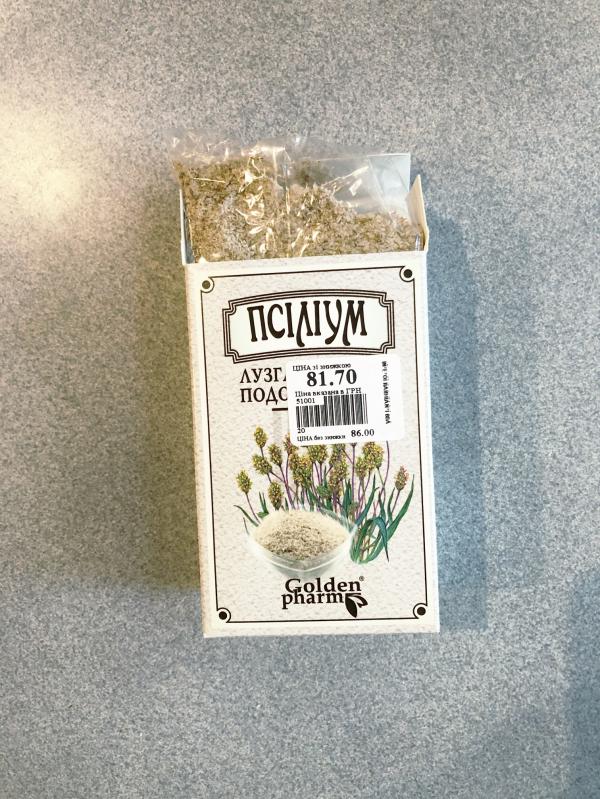 ПСІЛІУМ
ЛУЗГА
ПОДО
ЦІНА зі знижкою
81.70
Ціна вказана в ГРН
51001
20
ЦІНА без знижки 86.00
Golden®
pharm